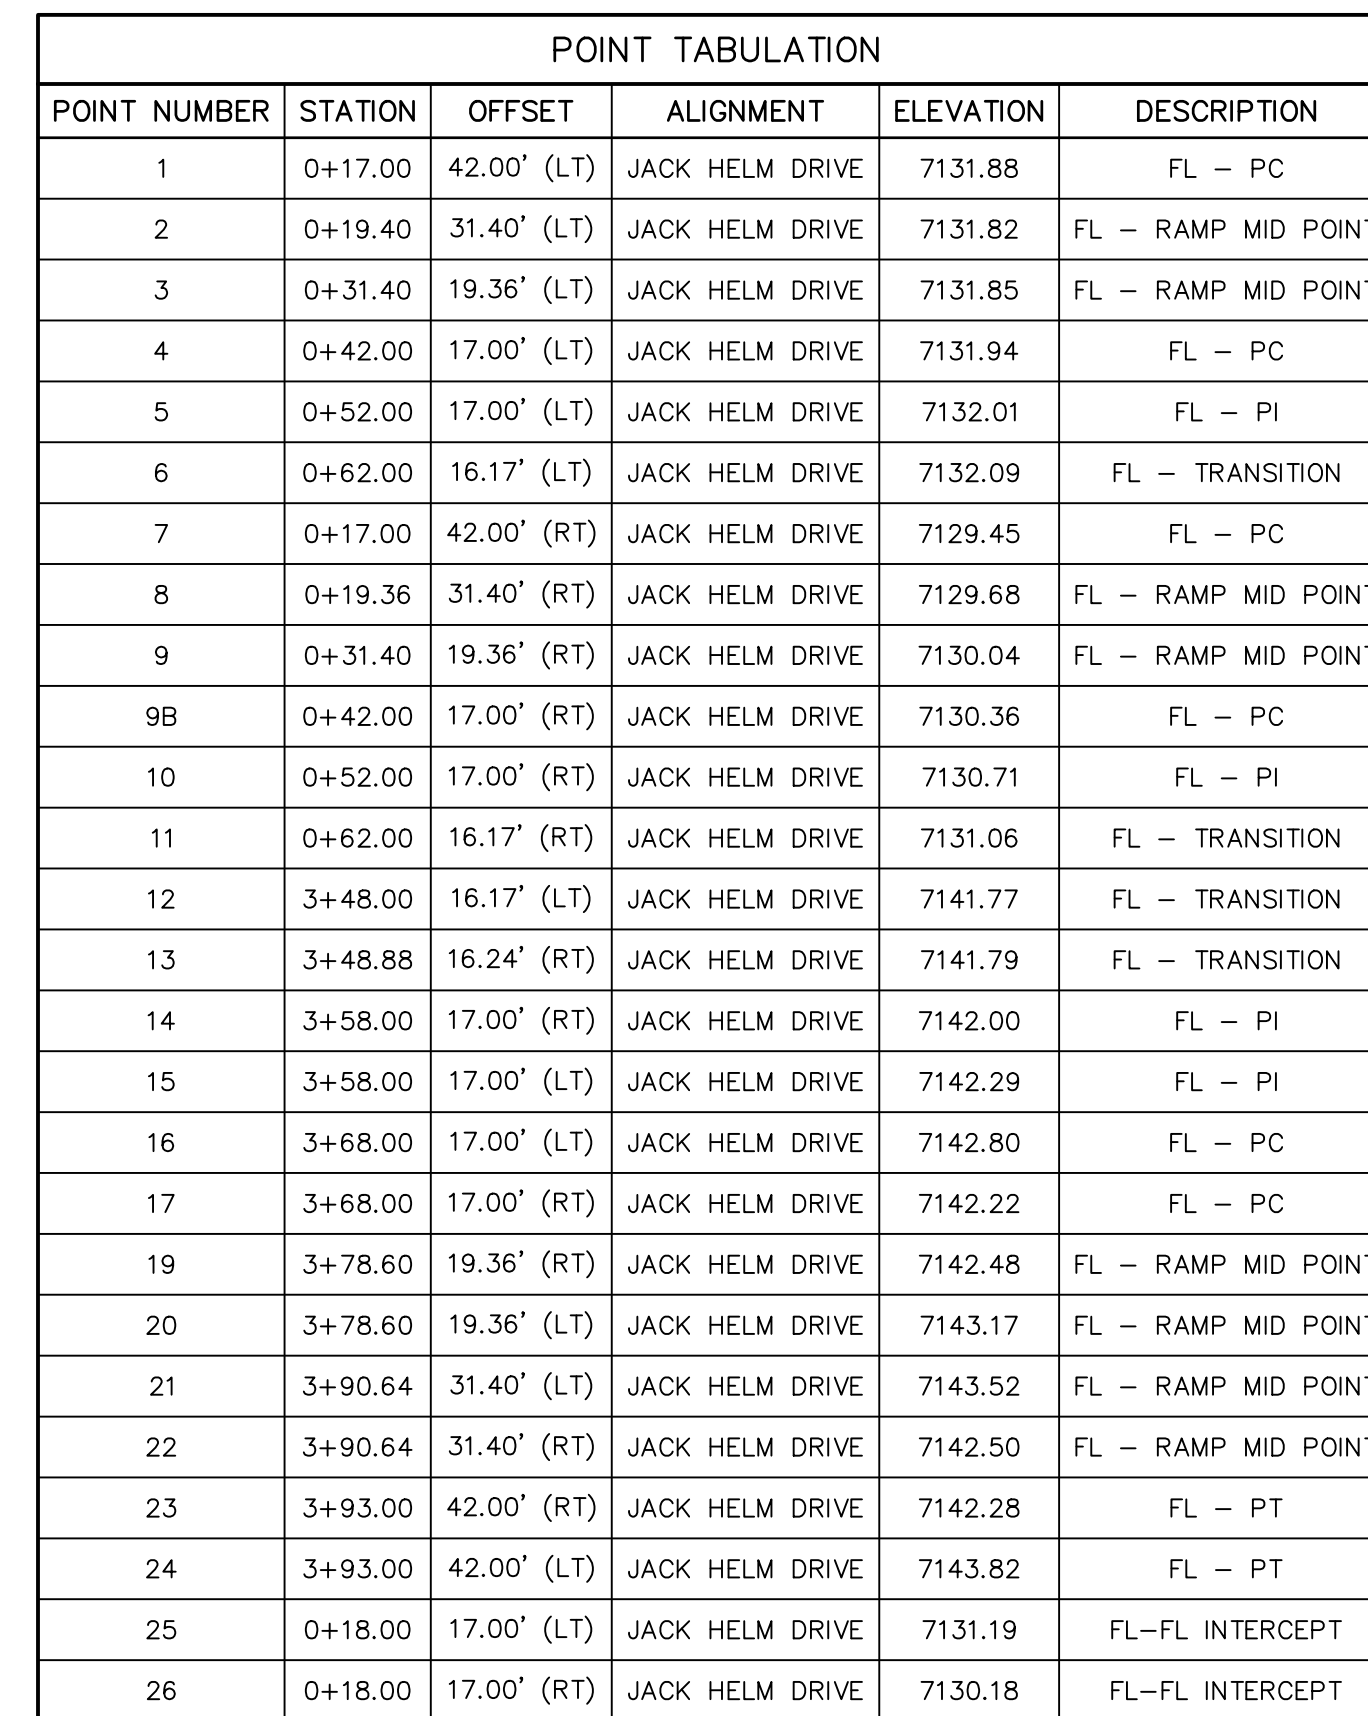 POINT TABULATION
POINT NUMBER STATION OFFSET ALIGNMENT ELEVATION DESCRIPTION
1 0+17.00 42.00' (LT) JACK HELM DRIVE 7131.88 FL – PC
2 0+19.40 31.40' (LT) JACK HELM DRIVE 7131.82 FL – RAMP MID POINT
3 0+31.40 19.36' (LT) JACK HELM DRIVE 7131.85 FL – RAMP MID POINT
4 0+42.00 17.00' (LT) JACK HELM DRIVE 7131.94 FL – PC
5 0+52.00 17.00' (LT) JACK HELM DRIVE 7132.01 FL – PI
6 0+62.00 16.17' (LT) JACK HELM DRIVE 7132.09 FL – TRANSITION
7 0+17.00 42.00' (RT) JACK HELM DRIVE 7129.45 FL – PC
8 0+19.36 31.40' (RT) JACK HELM DRIVE 7129.68 FL – RAMP MID POINT
9 0+31.40 19.36' (RT) JACK HELM DRIVE 7130.04 FL – RAMP MID POINT
9B 0+42.00 17.00' (RT) JACK HELM DRIVE 7130.36 FL – PC
10 0+52.00 17.00' (RT) JACK HELM DRIVE 7130.71 FL – PI
11 0+62.00 16.17' (RT) JACK HELM DRIVE 7131.06 FL – TRANSITION
12 3+48.00 16.17' (LT) JACK HELM DRIVE 7141.77 FL – TRANSITION
13 3+48.88 16.24' (RT) JACK HELM DRIVE 7141.79 FL – TRANSITION
14 3+58.00 17.00' (RT) JACK HELM DRIVE 7142.00 FL – PI
15 3+58.00 17.00' (LT) JACK HELM DRIVE 7142.29 FL – PI
16 3+68.00 17.00' (LT) JACK HELM DRIVE 7142.80 FL – PC
17 3+68.00 17.00' (RT) JACK HELM DRIVE 7142.22 FL – PC
19 3+78.60 19.36' (RT) JACK HELM DRIVE 7142.48 FL – RAMP MID POINT
20 3+78.60 19.36' (LT) JACK HELM DRIVE 7143.17 FL – RAMP MID POINT
21 3+90.64 31.40' (LT) JACK HELM DRIVE 7143.52 FL – RAMP MID POINT
22 3+90.64 31.40' (RT) JACK HELM DRIVE 7142.50 FL – RAMP MID POINT
23 3+93.00 42.00' (RT) JACK HELM DRIVE 7142.28 FL – PT
24 3+93.00 42.00' (LT) JACK HELM DRIVE 7143.82 FL – PT
25 0+18.00 17.00' (LT) JACK HELM DRIVE 7131.19 FL–FL INTERCEPT
26 0+18.00 17.00' (RT) JACK HELM DRIVE 7130.18 FL–FL INTERCEPT